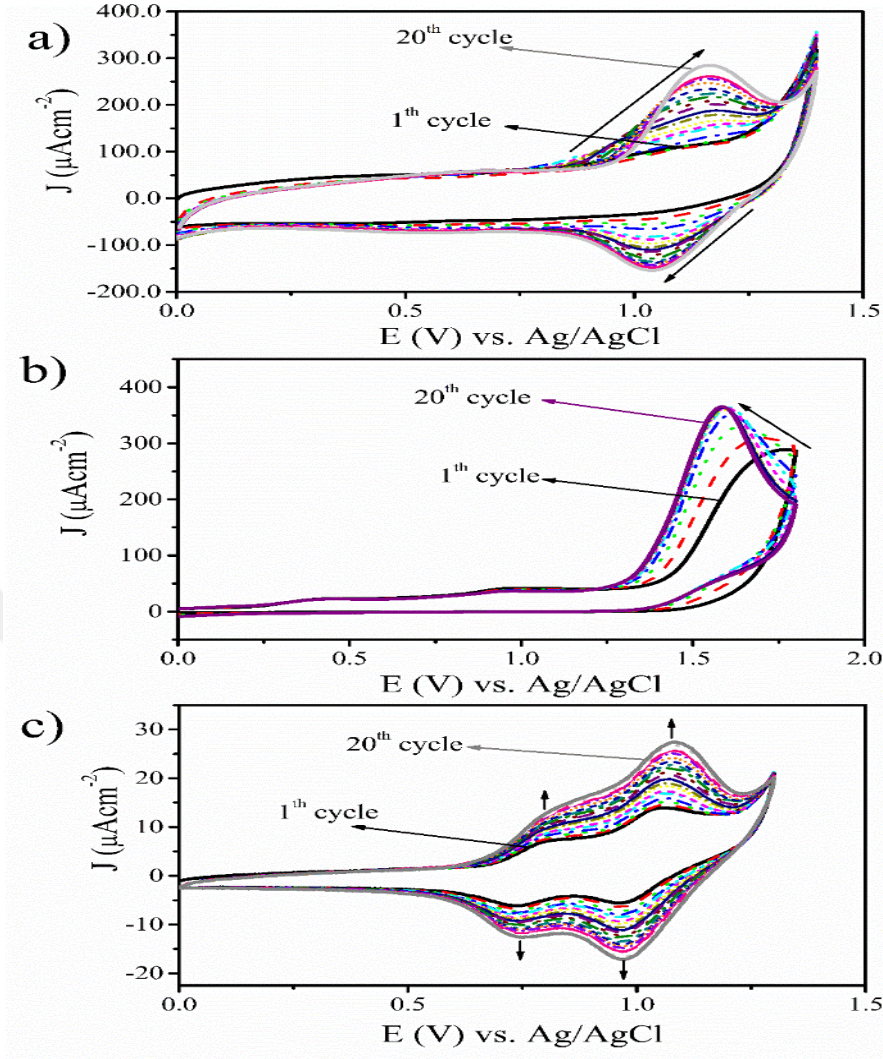 a)
400.0
300.0
200.0
100.0
0.0
-100.0
-200.0
J (µAcm⁻²)
20th cycle
1th cycle
0.0 0.5 1.0 1.5
E (V) vs. Ag/AgCl
b)
400
300
200
100
0
J (µAcm⁻²)
20th cycle
1th cycle
0.0 0.5 1.0 1.5 2.0
E (V) vs. Ag/AgCl
c)
30
20
10
0
-10
-20
J (µAcm⁻²)
20th cycle
1th cycle
0.0 0.5 1.0 1.5
E (V) vs. Ag/AgCl